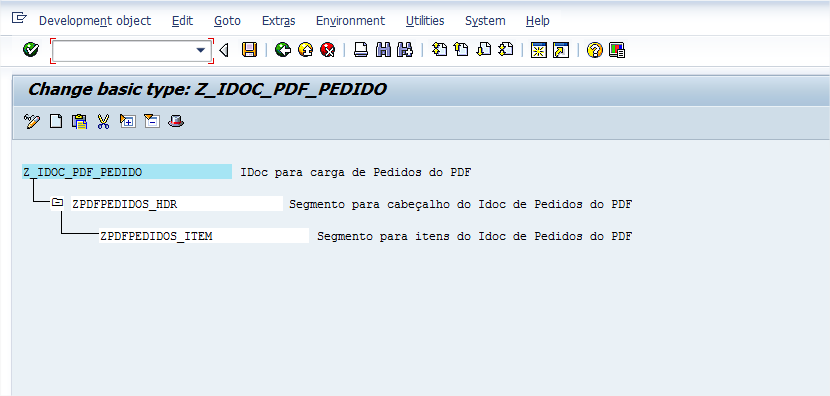 Development object Edit Goto Extras Environment Utilities System Help
Change basic type: Z_IDOC_PDF_PEDIDO
Z_IDOC_PDF_PEDIDO IDoc para carga de Pedidos do PDF
ZPDFPEDIDOS_HDR Segmento para cabeçalho do Idoc de Pedidos do PDF
ZPDFPEDIDOS_ITEM Segmento para itens do Idoc de Pedidos do PDF